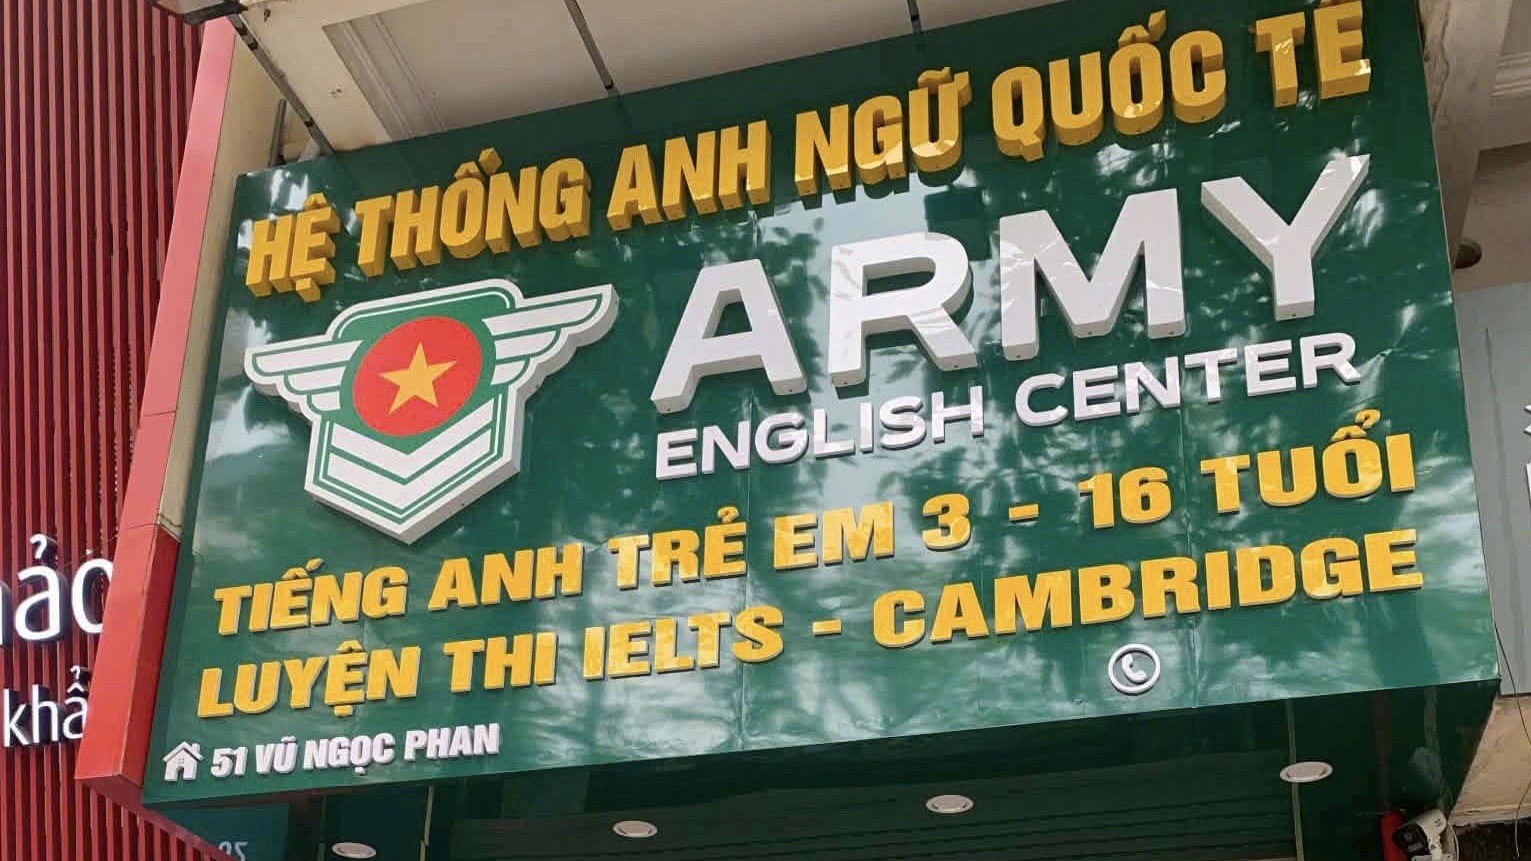 HỆ THỐNG ANH NGỮ QUỐC TẾ
ARMY
ENGLISH CENTER
TIẾNG ANH TRẺ EM 3 - 16 TUỔI
LUYỆN THI IELTS - CAMBRIDGE
51 VŨ NGỌC PHAN
khẩ